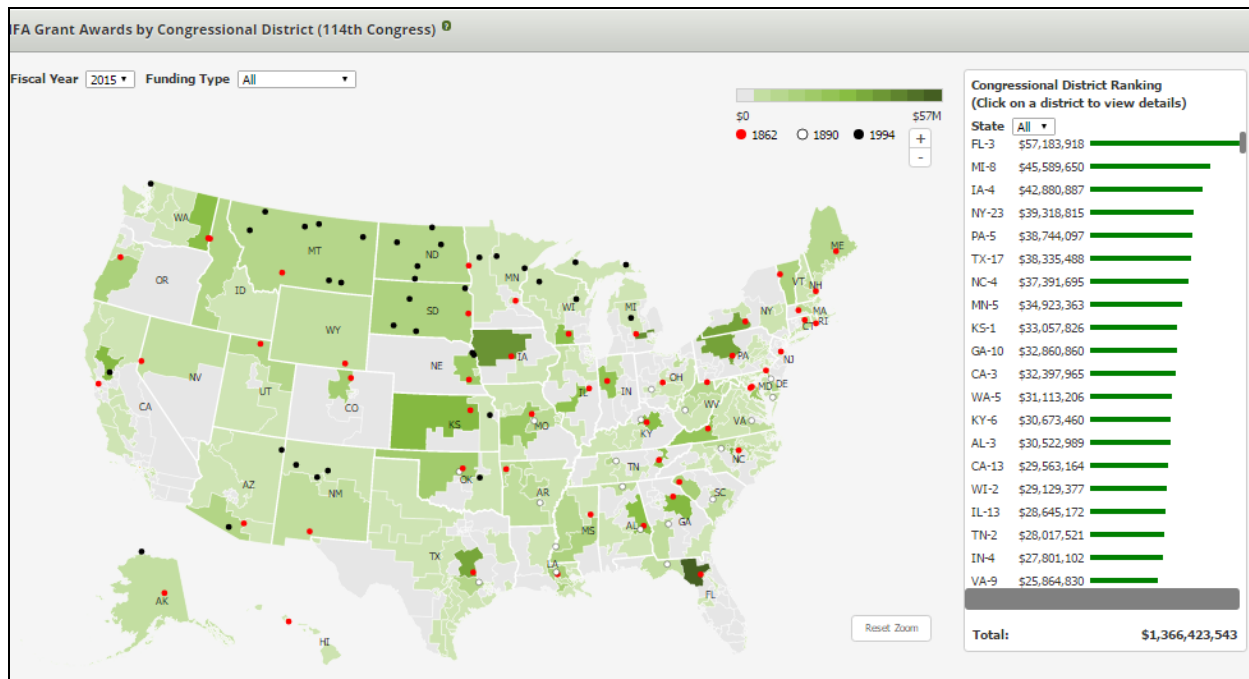 IFA Grant Awards by Congressional District (114th Congress) ?
Fiscal Year 2015 Funding Type All
$0 $57M
1862 1890 1994
+
-
WA
MT
ND
MN
ME
OR
ID
SD
WI
MI
VT
NH
NY
MA
CT
RI
WY
NE
IA
PA
NJ
NV
UT
CO
IL
IN
OH
MD
DE
CA
KS
MO
WV
VA
KY
AZ
NM
OK
AR
TN
NC
SC
TX
LA
MS
AL
GA
FL
AK
HI
Reset Zoom
Congressional District Ranking
(Click on a district to view details)
State All
FL-3 $57,183,918
MI-8 $45,589,650
IA-4 $42,880,887
NY-23 $39,318,815
PA-5 $38,744,097
TX-17 $38,335,488
NC-4 $37,391,695
MN-5 $34,923,363
KS-1 $33,057,826
GA-10 $32,860,860
CA-3 $32,397,965
WA-5 $31,113,206
KY-6 $30,673,460
AL-3 $30,522,989
CA-13 $29,563,164
WI-2 $29,129,377
IL-13 $28,645,172
TN-2 $28,017,521
IN-4 $27,801,102
VA-9 $25,864,830
Total: $1,366,423,543